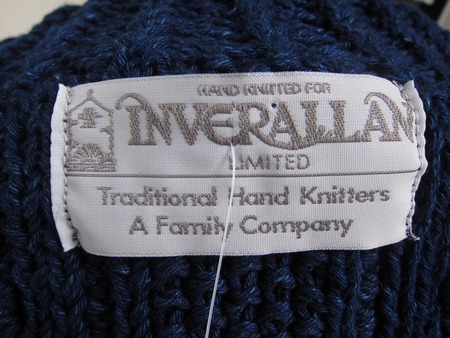 HAND KNITTED FOR
INVERALLAN
LIMITED
Traditional Hand Knitters
A Family Company